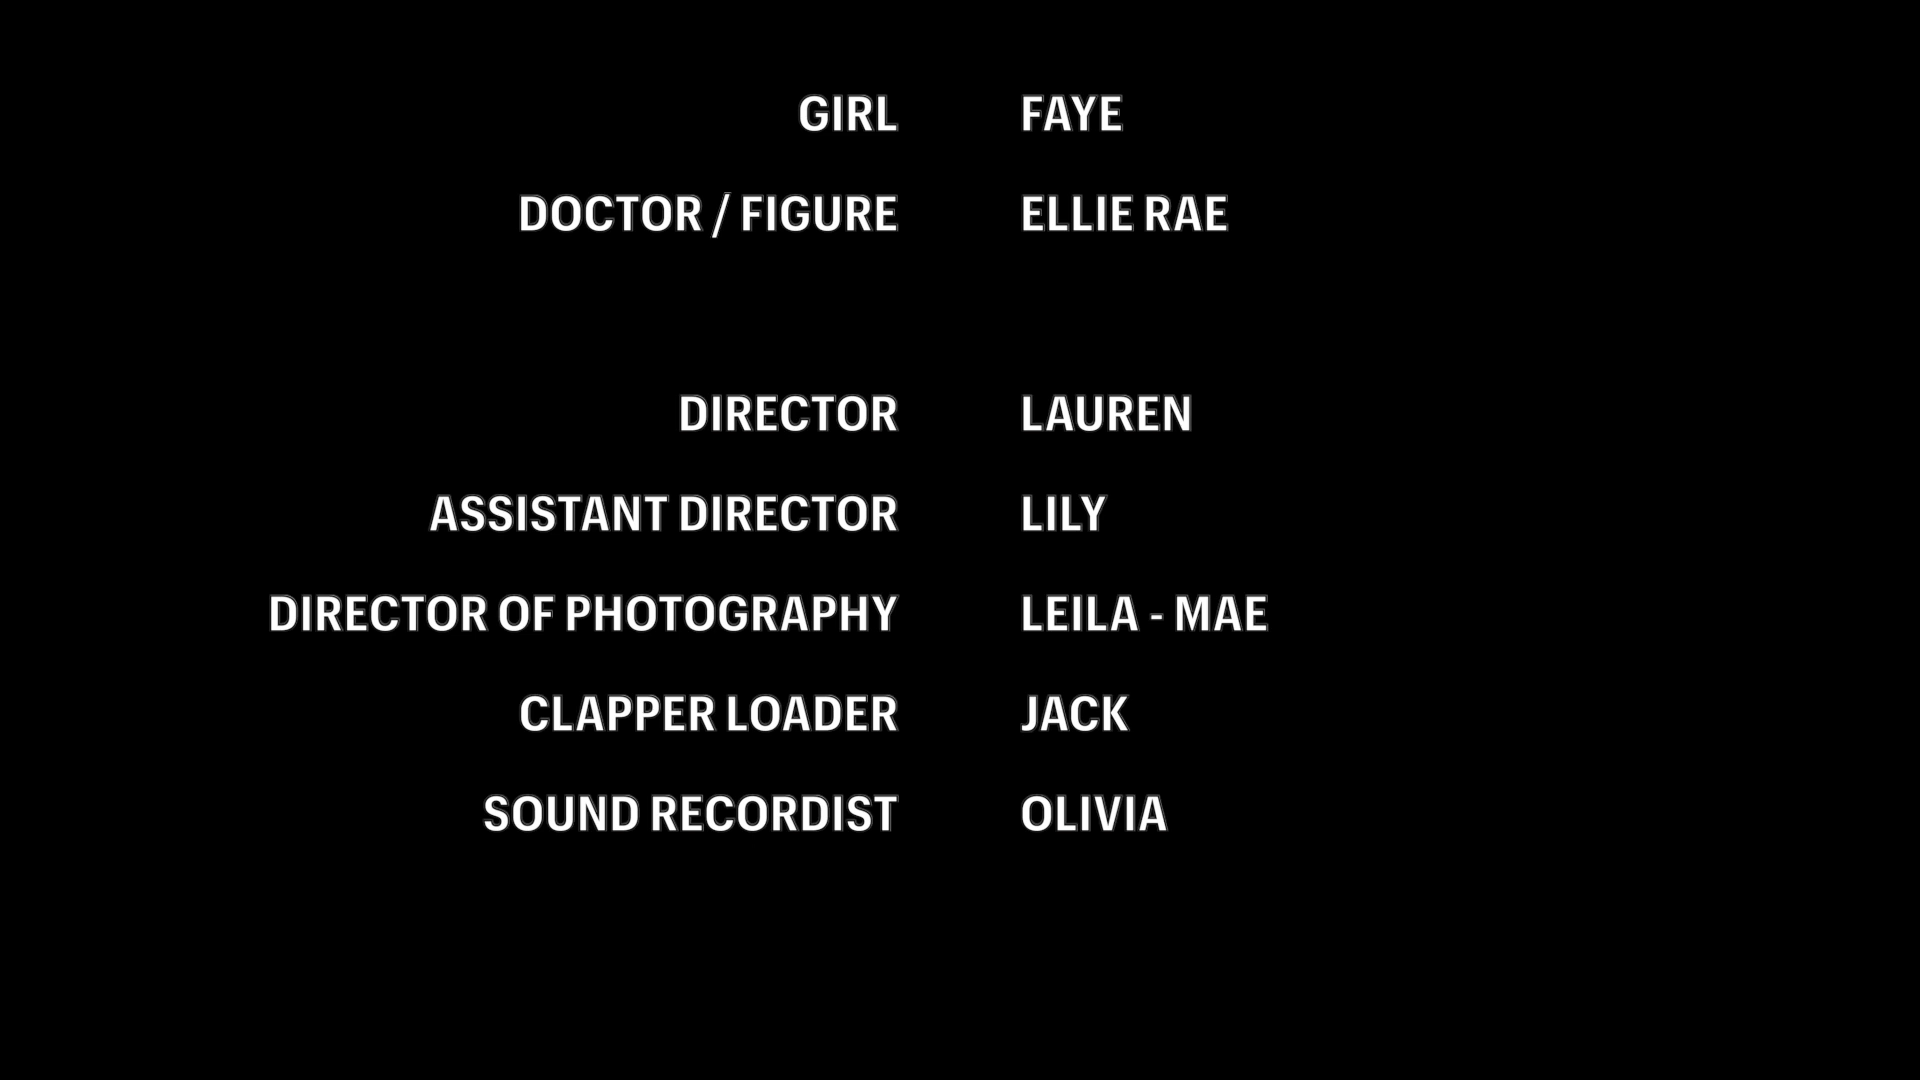 GIRL FAYE
DOCTOR / FIGURE ELLIE RAE
DIRECTOR LAUREN
ASSISTANT DIRECTOR LILY
DIRECTOR OF PHOTOGRAPHY LEILA - MAE
CLAPPER LOADER JACK
SOUND RECORDIST OLIVIA